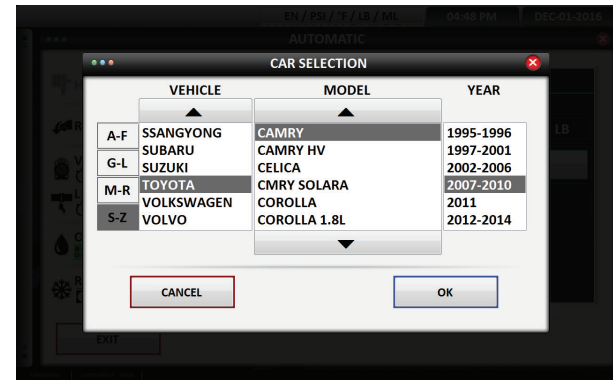 EN / PSI / °F / LB / ML 04:48 PM DEC-01-2016
AUTOMATIC
CAR SELECTION
VEHICLE MODEL YEAR
A-F
G-L
M-R
S-Z
SSANGYONG
SUBARU
SUZUKI
TOYOTA
VOLKSWAGEN
VOLVO
CAMRY
CAMRY HV
CELICA
CMRY SOLARA
COROLLA
COROLLA 1.8L
1995-1996
1997-2001
2002-2006
2007-2010
2011
2012-2014
LB
CANCEL OK
EXIT